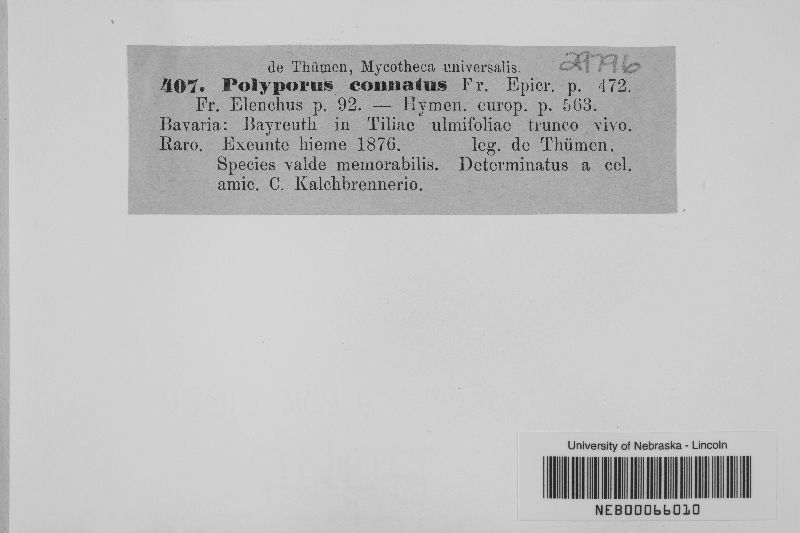 29796
de Thümen, Mycotheca universalis.
407. Polyporus connatus Fr. Epicr. p. 472.
Fr. Elenchus p. 92. — Hymen. europ. p. 563.
Bavaria: Bayreuth in Tiliae ulmifoliae trunco vivo.
Raro. Exeunte hieme 1876. leg. de Thümen.
Species valde memorabilis. Determinatus a cel.
amic. C. Kalchbrennerio.
University of Nebraska - Lincoln
NEB00066010